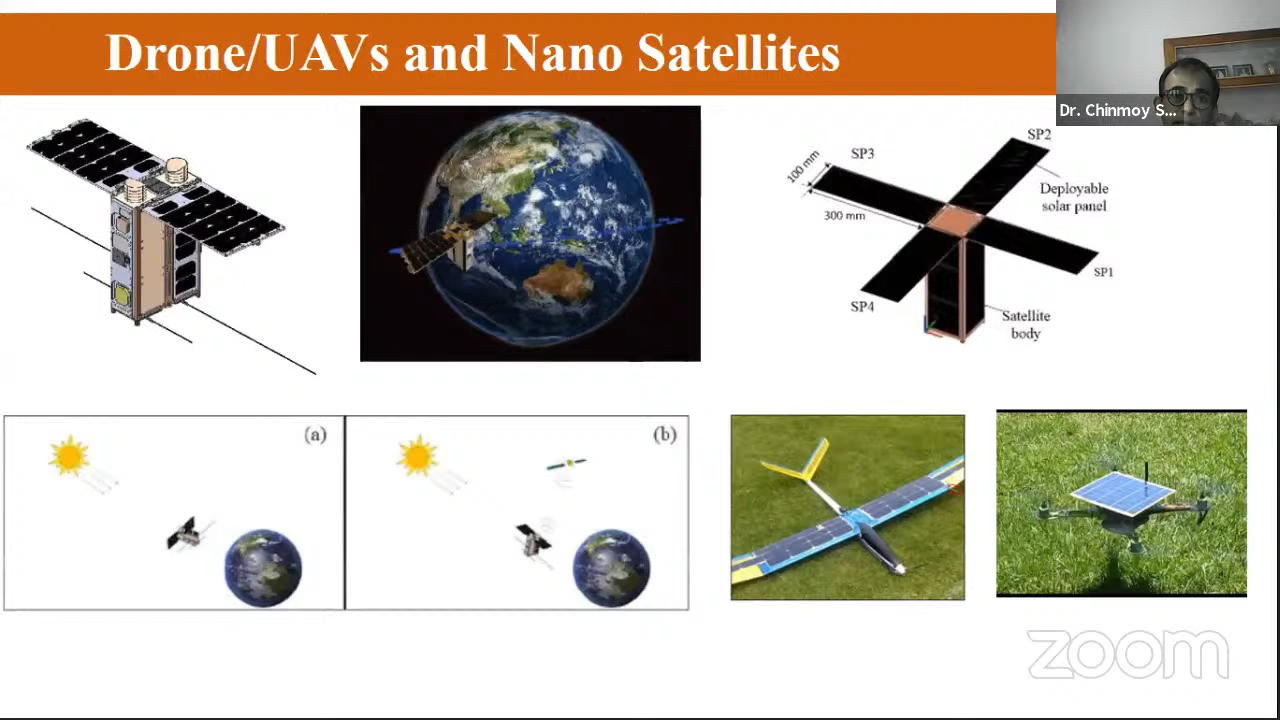 Drone/UAVs and Nano Satellites
Dr. Chinmoy S...
SP2
SP3
100 mm
Deployable
solar panel
300 mm
SP1
SP4
Satellite
body
(a)
(b)
zoom